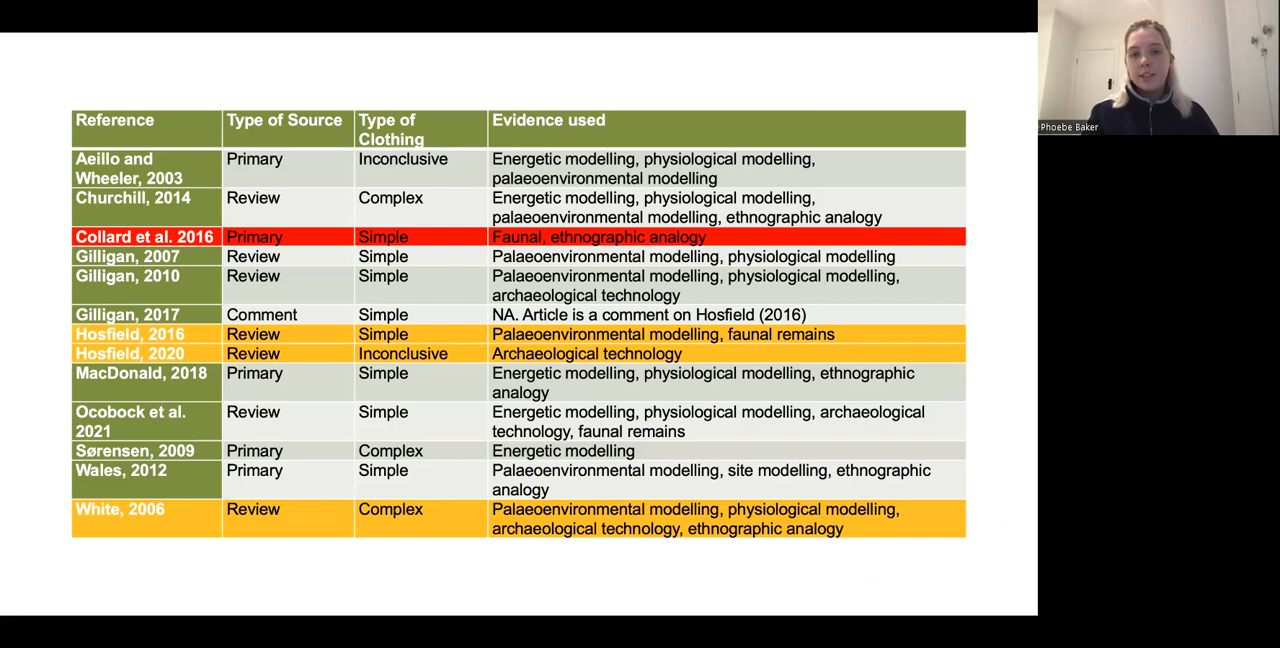 Reference Type of Source Type of
Clothing Evidence used
Aeillo and
Wheeler, 2003 Primary Inconclusive Energetic modelling, physiological modelling,
palaeoenvironmental modelling
Churchill, 2014 Review Complex Energetic modelling, physiological modelling,
palaeoenvironmental modelling, ethnographic analogy
Collard et al. 2016 Primary Simple Faunal, ethnographic analogy
Gilligan, 2007 Review Simple Palaeoenvironmental modelling, physiological modelling
Gilligan, 2010 Review Simple Palaeoenvironmental modelling, physiological modelling,
archaeological technology
Gilligan, 2017 Comment Simple NA. Article is a comment on Hosfield (2016)
Hosfield, 2016 Review Simple Palaeoenvironmental modelling, faunal remains
Hosfield, 2020 Review Inconclusive Archaeological technology
MacDonald, 2018 Primary Simple Energetic modelling, physiological modelling, ethnographic
analogy
Ocobock et al.
2021 Review Simple Energetic modelling, physiological modelling, archaeological
technology, faunal remains
Sørensen, 2009 Primary Complex Energetic modelling
Wales, 2012 Primary Simple Palaeoenvironmental modelling, site modelling, ethnographic
analogy
White, 2006 Review Complex Palaeoenvironmental modelling, physiological modelling,
archaeological technology, ethnographic analogy
Phoebe Baker